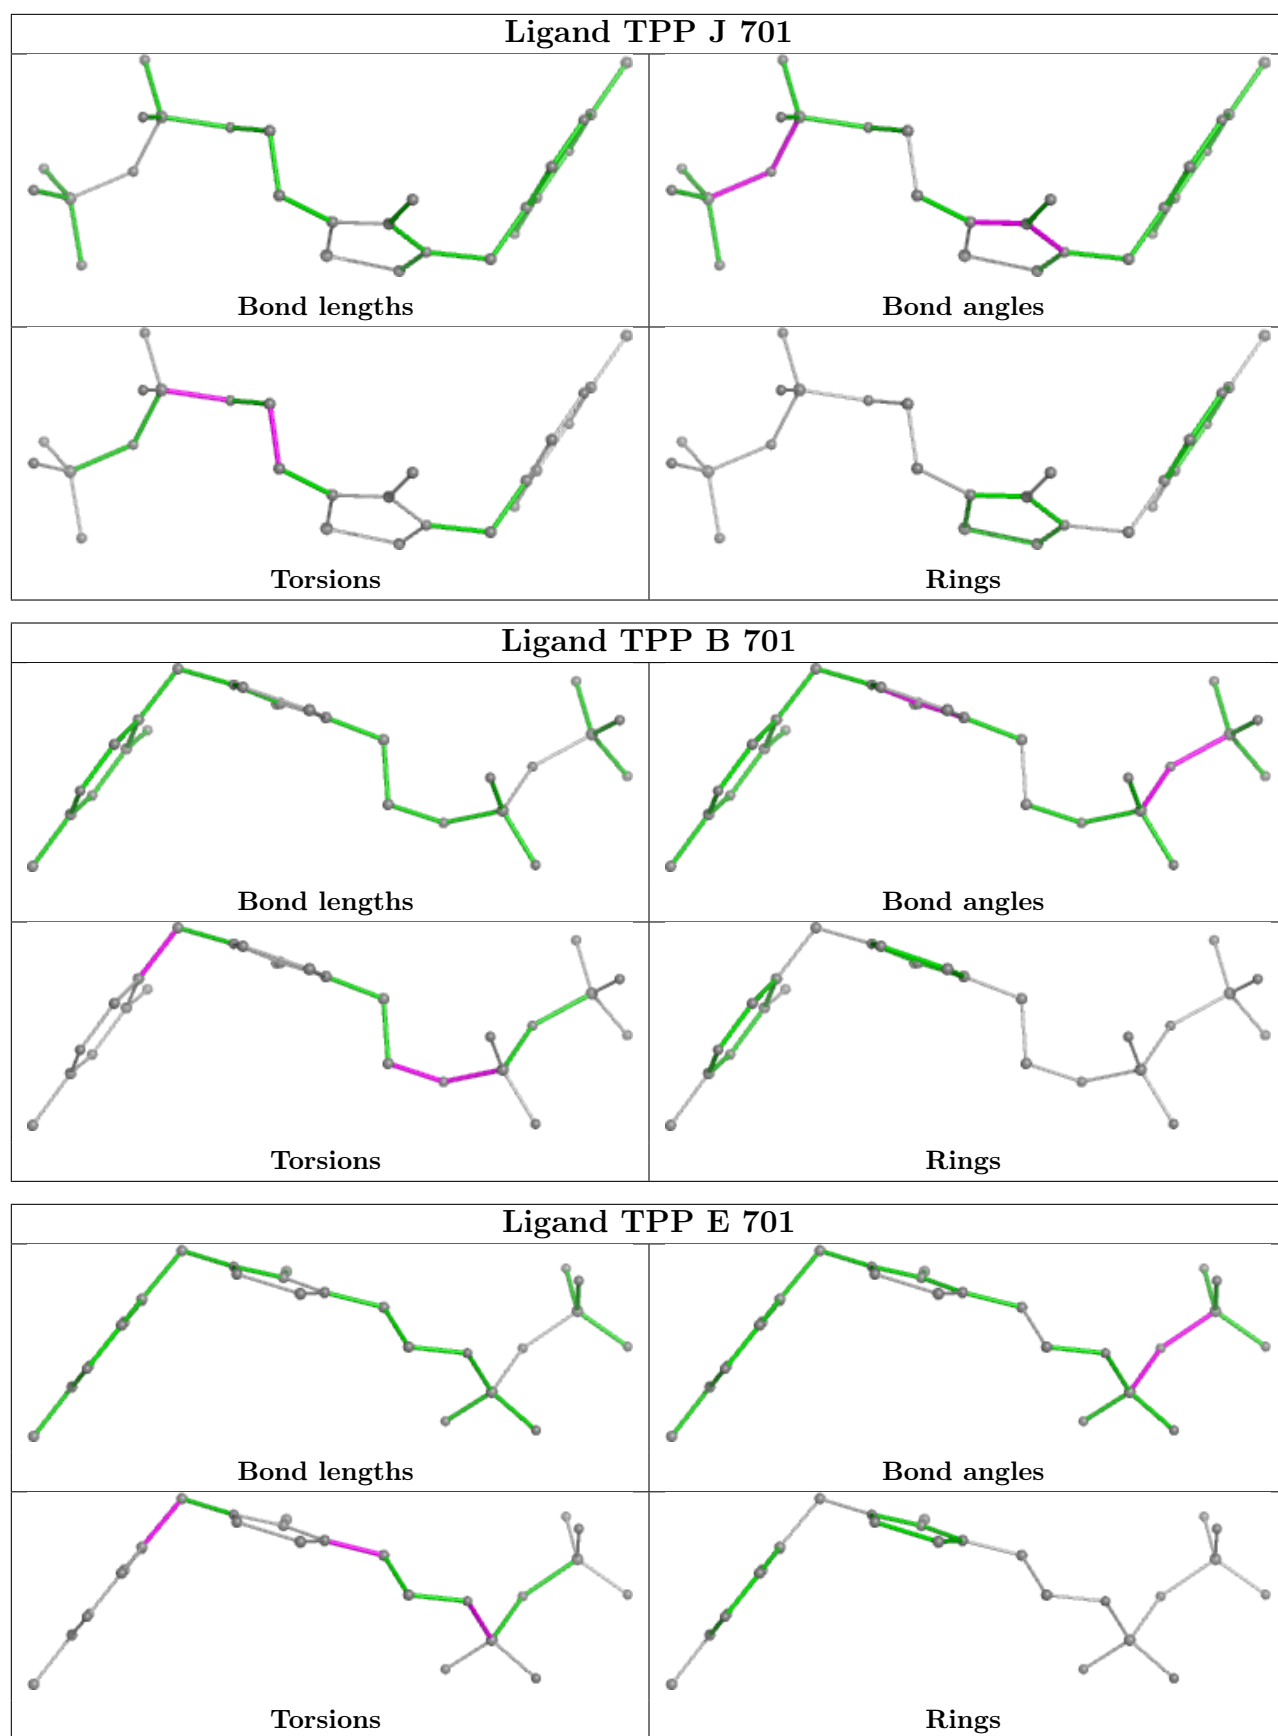 Ligand TPP J 701
Bond lengths
Bond angles
Torsions
Rings
Ligand TPP B 701
Bond lengths
Bond angles
Torsions
Rings
Ligand TPP E 701
Bond lengths
Bond angles
Torsions
Rings